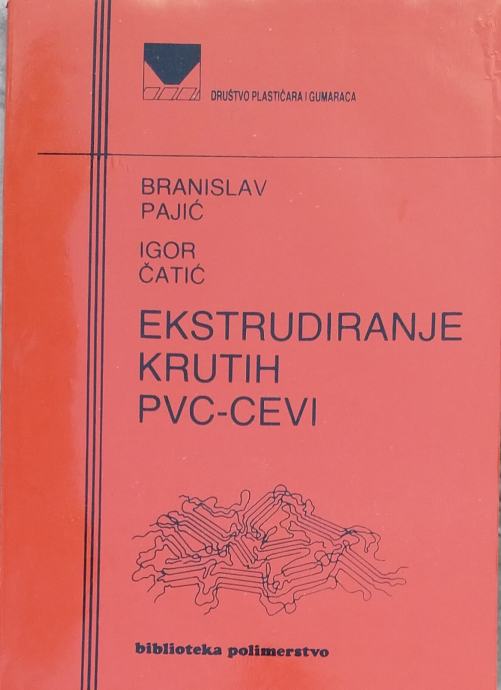 DRUŠTVO PLASTIČARA I GUMARACA
BRANISLAV
PAJIĆ
IGOR
ČATIĆ
EKSTRUDIRANJE
KRUTIH
PVC-CEVI
biblioteka polimerstvo